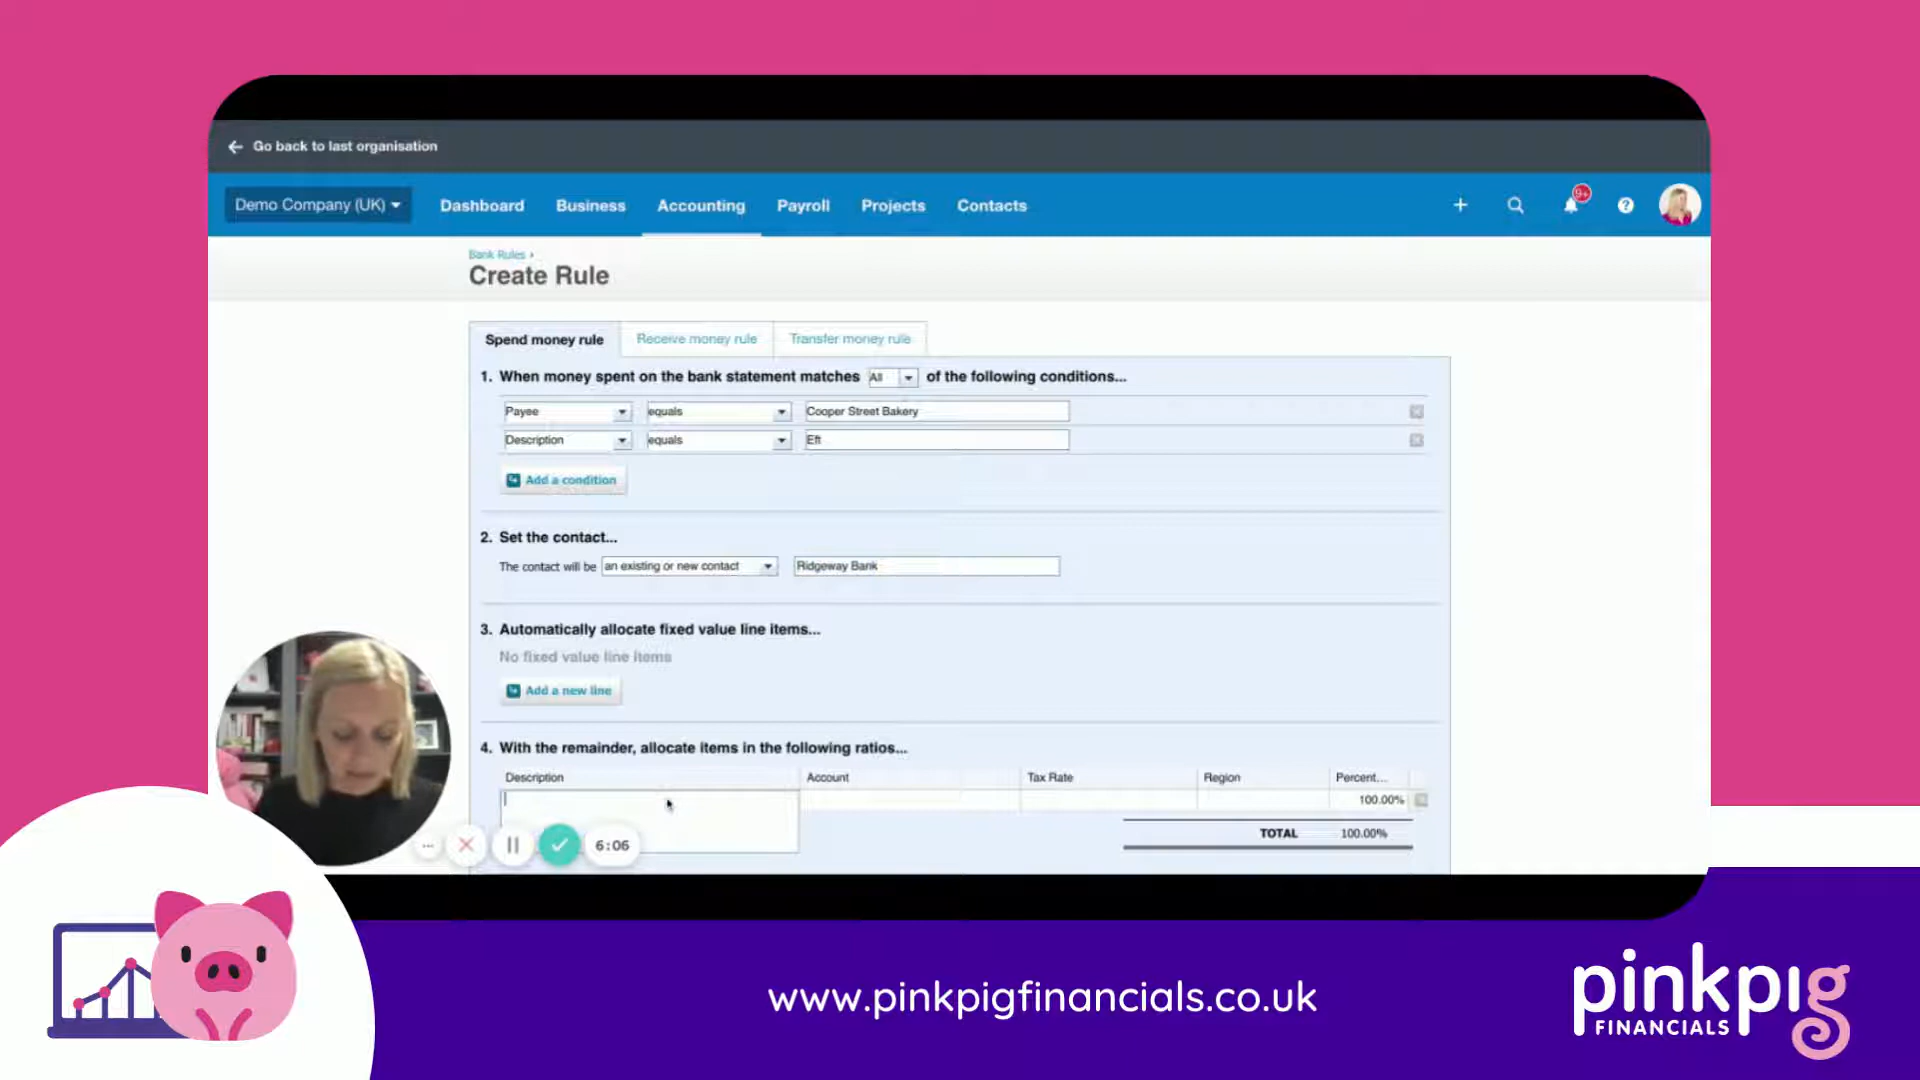 Go back to last organisation
Demo Company (UK) Dashboard Business Accounting Payroll Projects Contacts 9+
Bank Rules ›
Create Rule
Spend money rule Receive money rule Transfer money rule
1. When money spent on the bank statement matches All of the following conditions...
Payee equals Cooper Street Bakery
Description equals Eft
Add a condition
2. Set the contact...
The contact will be an existing or new contact Ridgeway Bank
3. Automatically allocate fixed value line items...
No fixed value line items
Add a new line
4. With the remainder, allocate items in the following ratios...
Description Account Tax Rate Region Percent...
100.00%
TOTAL 100.00%
6:06
www.pinkpigfinancials.co.uk
pinkpig
FINANCIALS